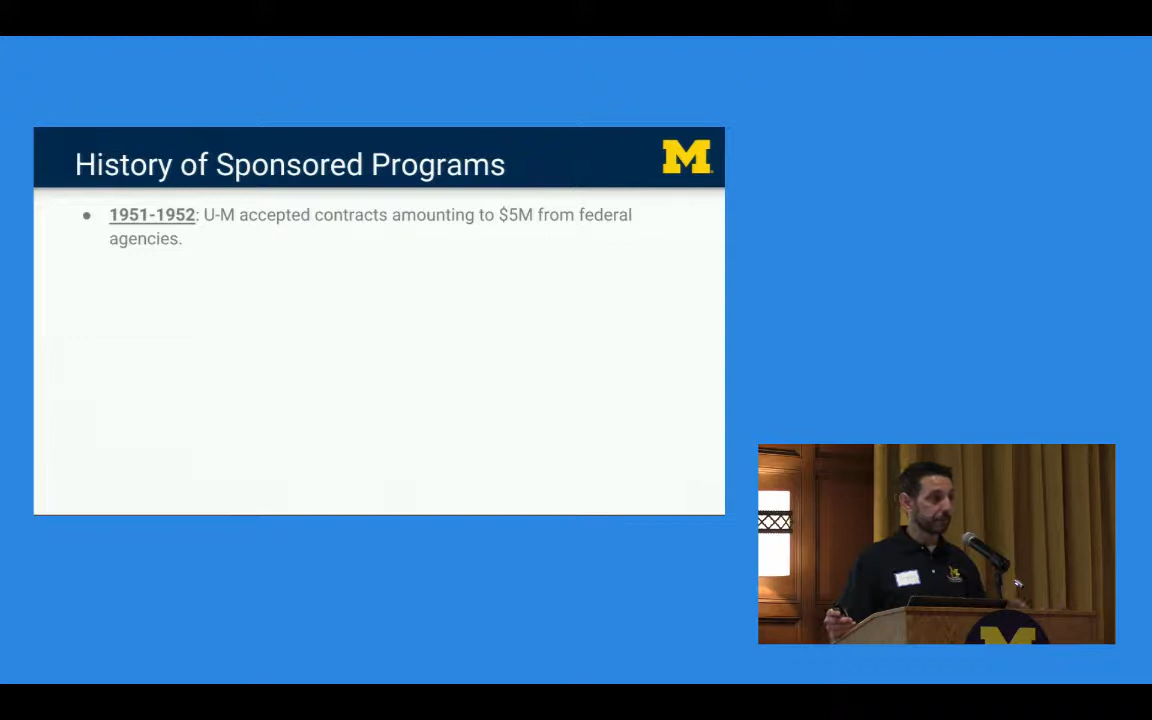 History of Sponsored Programs
M
● 1951-1952: U-M accepted contracts amounting to $5M from federal
agencies.
M